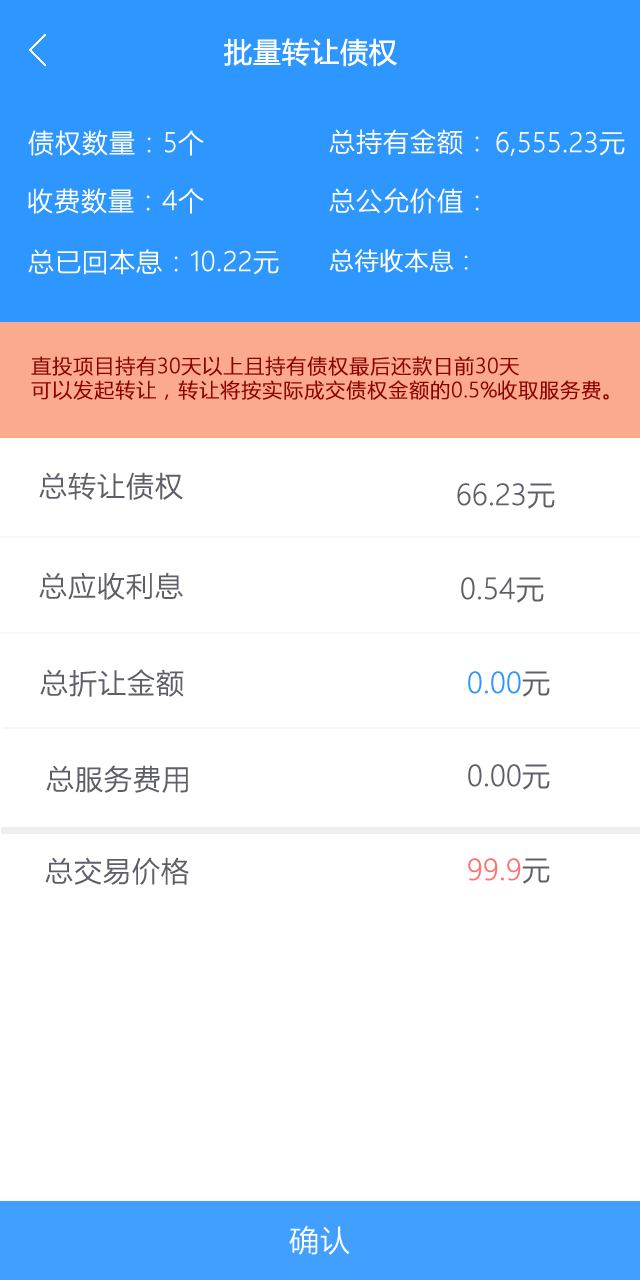 批量转让债权
债权数量：5个
总持有金额：6,555.23元
收费数量：4个
总公允价值：
总已回本息：10.22元
总待收本息：
直投项目持有30天以上且持有债权最后还款日前30天
可以发起转让，转让将按实际成交债权金额的0.5%收取服务费。
总转让债权
66.23元
总应收利息
0.54元
总折让金额
0.00元
总服务费用
0.00元
总交易价格
99.9元
确认